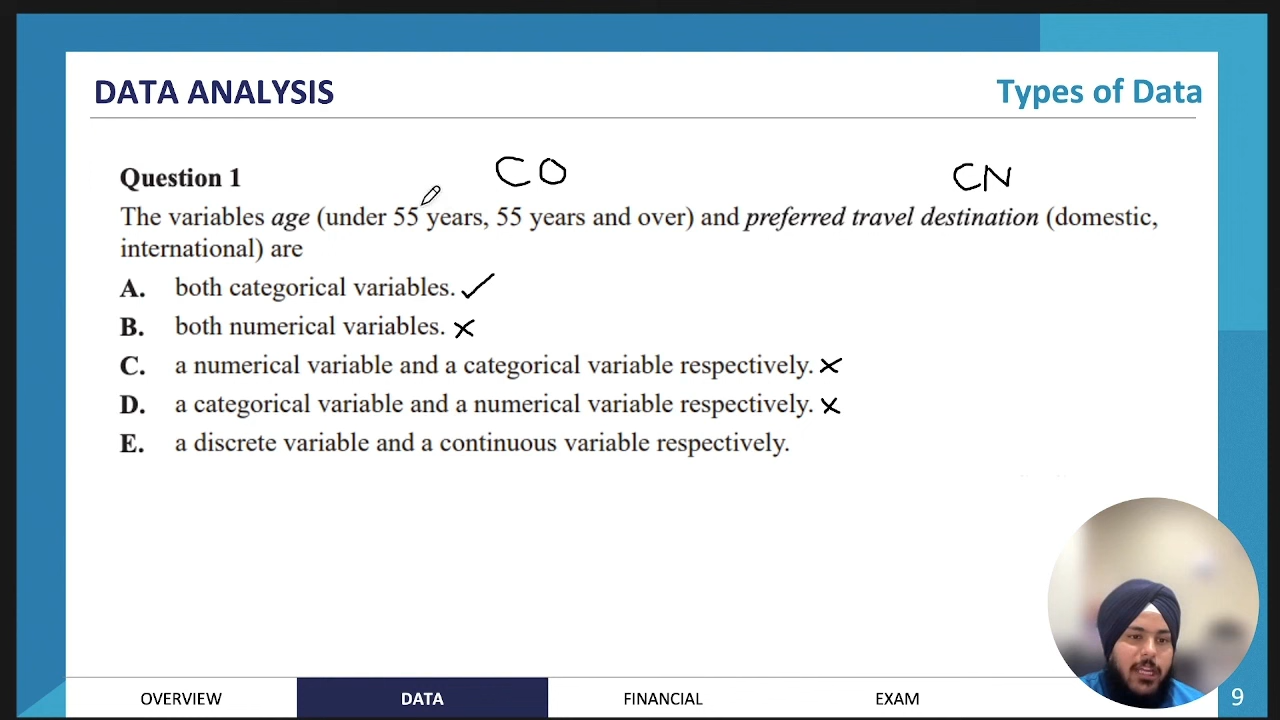 DATA ANALYSIS
Types of Data
Question 1
CO
CN
The variables age (under 55 years, 55 years and over) and preferred travel destination (domestic,
international) are
A. both categorical variables.
B. both numerical variables.
C. a numerical variable and a categorical variable respectively.
D. a categorical variable and a numerical variable respectively.
E. a discrete variable and a continuous variable respectively.
OVERVIEW
DATA
FINANCIAL
EXAM
9